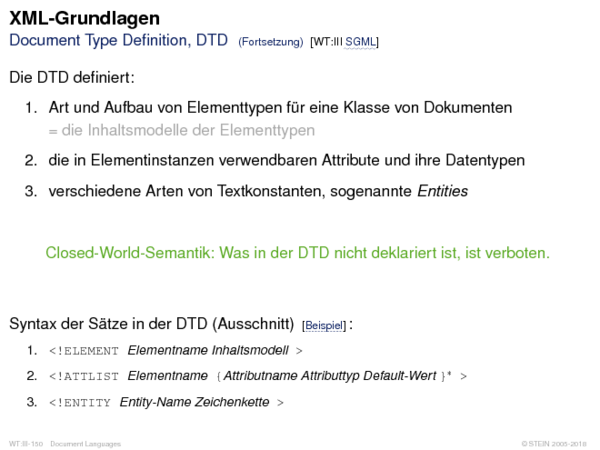 XML-Grundlagen
Document Type Definition, DTD (Fortsetzung) [WT:III SGML]
Die DTD definiert:
1. Art und Aufbau von Elementtypen für eine Klasse von Dokumenten
= die Inhaltsmodelle der Elementtypen
2. die in Elementinstanzen verwendbaren Attribute und ihre Datentypen
3. verschiedene Arten von Textkonstanten, sogenannte Entities
Closed-World-Semantik: Was in der DTD nicht deklariert ist, ist verboten.
Syntax der Sätze in der DTD (Ausschnitt) [Beispiel] :
1. <!ELEMENT Elementname Inhaltsmodell >
2. <!ATTLIST Elementname {Attributname Attributtyp Default-Wert}* >
3. <!ENTITY Entity-Name Zeichenkette >
WT:III-150 Document Languages © STEIN 2005-2018